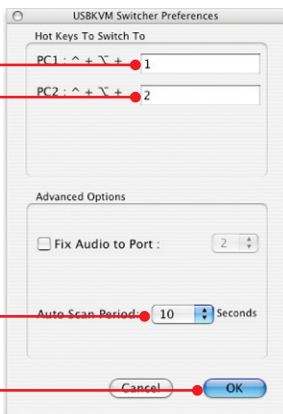 USBKVM Switcher Preferences
Hot Keys To Switch To
PC1 : ^ + ⌥ + 1
PC2 : ^ + ⌥ + 2
Advanced Options
Fix Audio to Port : 2
Auto Scan Period: 10 Seconds
Cancel OK